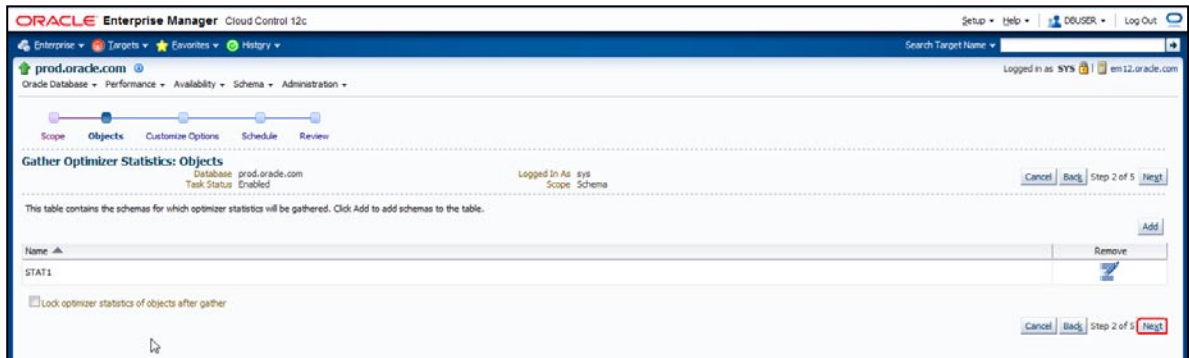 ORACLE Enterprise Manager Cloud Control 12c
Setup Help DBUSER Log Out
Enterprise Targets Favorites History
Search Target Name
prod.oracle.com
Logged in as SYS em12.oracle.com
Oracle Database Performance Availability Schema Administration
Scope Objects Customize Options Schedule Review
Gather Optimizer Statistics: Objects
Database prod.oracle.com Logged In As sys
Task Status Enabled Scope Schema
Cancel Back Step 2 of 5 Next
This table contains the schemas for which optimizer statistics will be gathered. Click Add to add schemas to the table.
Add
Name Remove
STAT1
Lock optimizer statistics of objects after gather
Cancel Back Step 2 of 5 Next